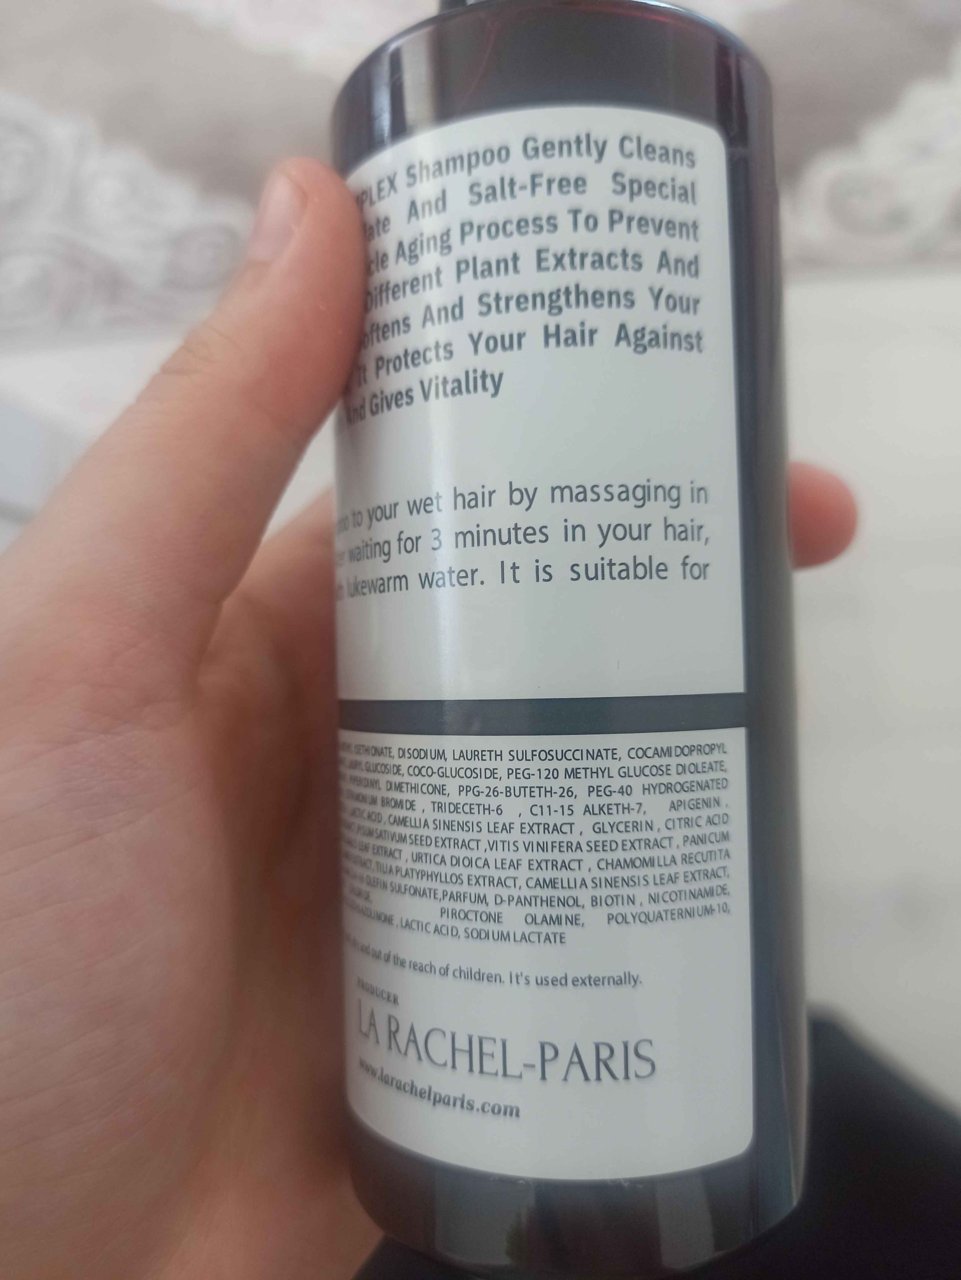 Shampoo Gently Cleans
And Salt-Free Special
Aging Process To Prevent
Different Plant Extracts And
And Strengthens Your
It Protects Your Hair Against
And Gives Vitality
to your wet hair by massaging in
waiting for 3 minutes in your hair,
lukewarm water. It is suitable for
DISODIUM, LAURETH SULFOSUCCINATE, COCAMIDOPROPYL
GLUCOSIDE, COCO-GLUCOSIDE, PEG-120 METHYL GLUCOSE DIOLEATE,
DIMETHICONE, PPG-26-BUTETH-26, PEG-40 HYDROGENATED
BROMIDE , TRIDECETH-6 , C11-15 ALKETH-7, APIGENIN ,
LACTIC ACID , CAMELLIA SINENSIS LEAF EXTRACT , GLYCERIN , CITRIC ACID
SATIVUM SEED EXTRACT ,VITIS VINIFERA SEED EXTRACT , PANICUM
LEAF EXTRACT , URTICA DIOICA LEAF EXTRACT , CHAMOMILLA RECUTITA
EXTRACT, TILIA PLATYPHYLLOS EXTRACT, CAMELLIA SINENSIS LEAF EXTRACT,
OLEFIN SULFONATE,PARFUM, D-PANTHENOL, BIOTIN , NICOTINAMIDE,
PIROCTONE OLAMINE, POLYQUATERNIUM-10,
, LACTIC ACID, SODIUM LACTATE
and out of the reach of children. It's used externally.
PRODUCER
LA RACHEL-PARIS
www.larachelparis.com